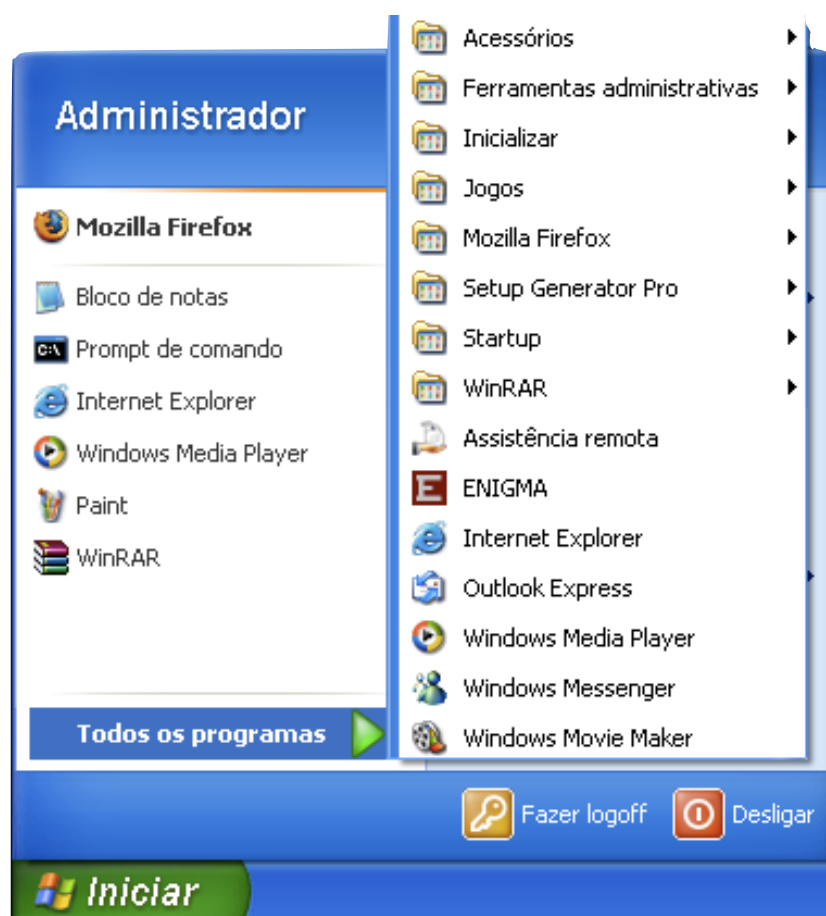 Administrador
Mozilla Firefox
Bloco de notas
Prompt de comando
Internet Explorer
Windows Media Player
Paint
WinRAR
Todos os programas
Acessórios
Ferramentas administrativas
Inicializar
Jogos
Mozilla Firefox
Setup Generator Pro
Startup
WinRAR
Assistência remota
ENIGMA
Internet Explorer
Outlook Express
Windows Media Player
Windows Messenger
Windows Movie Maker
Fazer logoff
Desligar
Iniciar